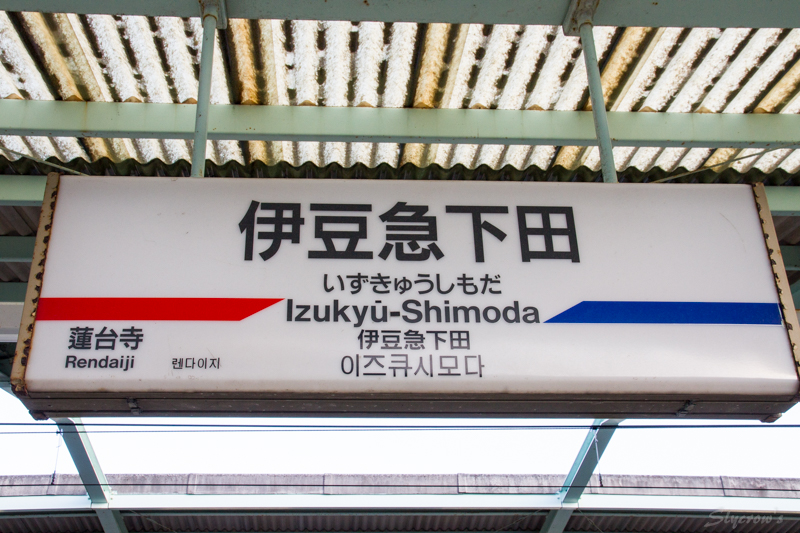 伊豆急下田
いずきゅうしもだ
Izukyū-Shimoda
伊豆急下田
이즈큐시모다
蓮台寺
Rendaiji
렌다이지
Slycrow's